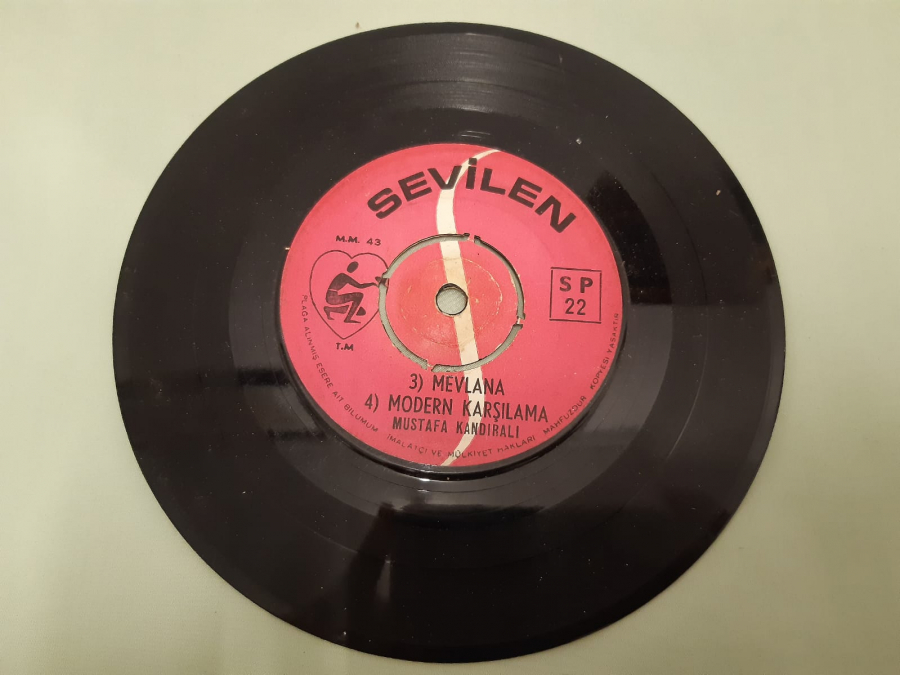 SEVİLEN
M.M. 43
T.M
SP
22
3) MEVLANA
4) MODERN KARŞILAMA
MUSTAFA KANDIRALI
PLAĞA ALINMIŞ ESERE AİT BİLUMUM İMALATÇI VE MÜLKİYET HAKLARI MAHFUZDUR KOPYESİ YASAKTIR